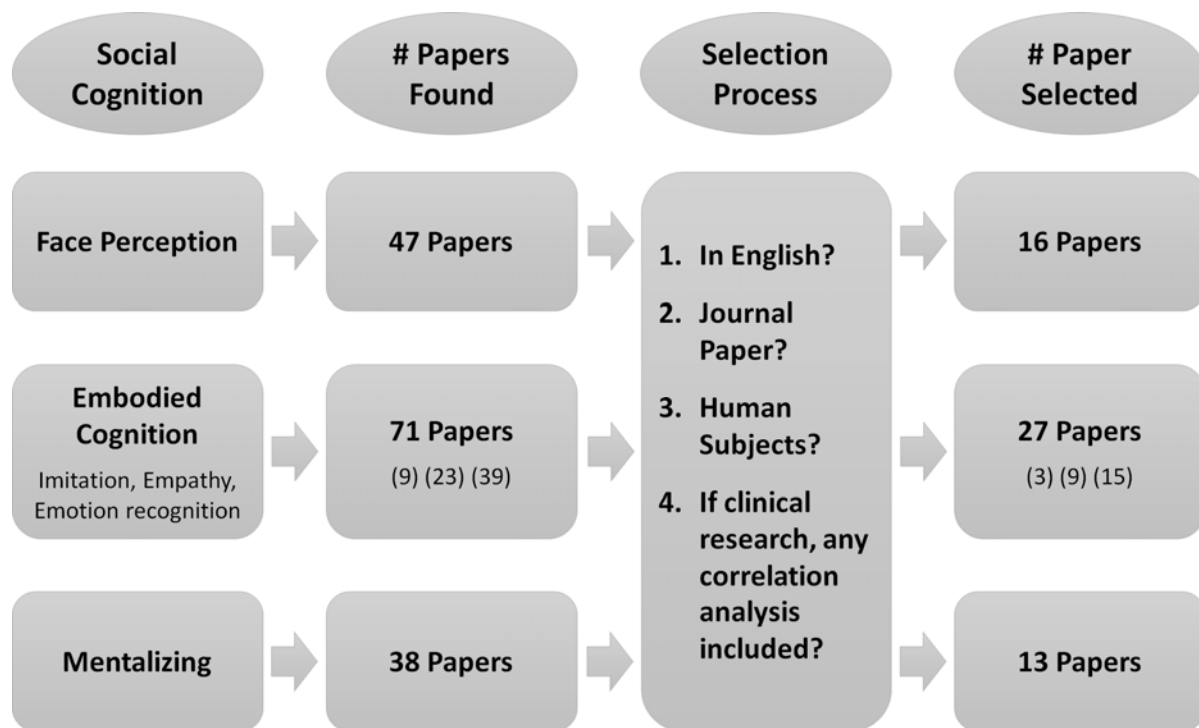 Social
Cognition
# Papers
Found
Selection
Process
# Paper
Selected
Face Perception
47 Papers
1. In English?
2. Journal
Paper?
3. Human
Subjects?
4. If clinical
research, any
correlation
analysis
included?
16 Papers
Embodied
Cognition
Imitation, Empathy,
Emotion recognition
71 Papers
(9) (23) (39)
27 Papers
(3) (9) (15)
Mentalizing
38 Papers
13 Papers